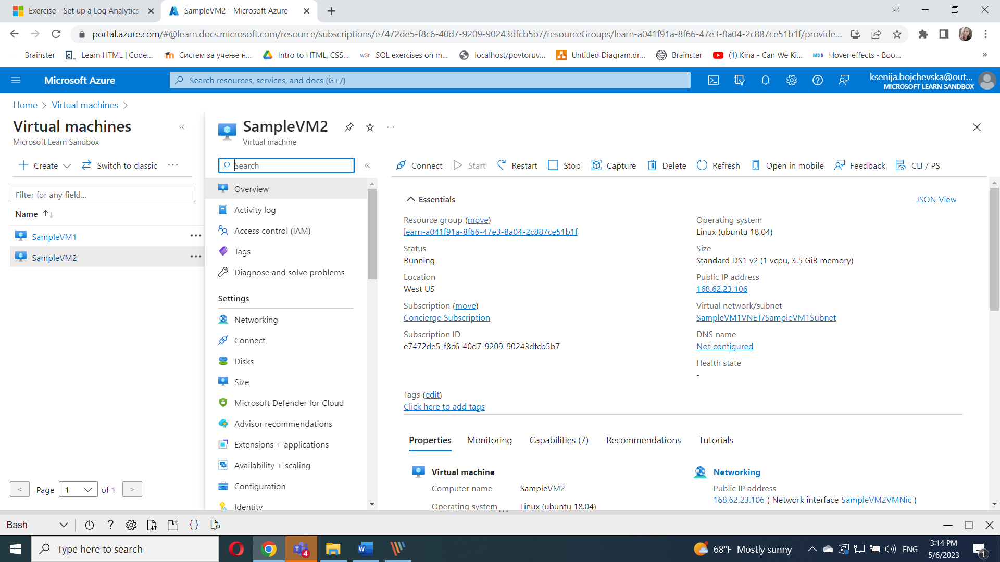 Exercise - Set up a Log Analytics
SampleVM2 - Microsoft Azure
portal.azure.com/#@learn.docs.microsoft.com/resource/subscriptions/e7472de5-f8c6-40d7-9209-90243dfcb5b7/resourceGroups/learn-a041f91a-8f66-47e3-8a04-2c887ce51b1f/provide...
Brainster
Learn HTML | Code...
Систем за учење н...
Intro to HTML, CSS...
SQL exercises on m...
localhost/povtoruv...
Untitled Diagram.dr...
Brainster
(1) Kina - Can We Ki...
Hover effects - Boo...
Microsoft Azure
Search resources, services, and docs (G+/)
ksenija.bojchevska@out...
MICROSOFT LEARN SANDBOX
Home > Virtual machines >
Virtual machines
Microsoft Learn Sandbox
Create
Switch to classic
Filter for any field...
Name
SampleVM1
SampleVM2
< Page 1 of 1 >
SampleVM2
Virtual machine
Search
Overview
Activity log
Access control (IAM)
Tags
Diagnose and solve problems
Settings
Networking
Connect
Disks
Size
Microsoft Defender for Cloud
Advisor recommendations
Extensions + applications
Availability + scaling
Configuration
Identity
Connect
Start
Restart
Stop
Capture
Delete
Refresh
Open in mobile
Feedback
CLI / PS
Essentials
JSON View
Resource group (move)
learn-a041f91a-8f66-47e3-8a04-2c887ce51b1f
Status
Running
Location
West US
Subscription (move)
Concierge Subscription
Subscription ID
e7472de5-f8c6-40d7-9209-90243dfcb5b7
Operating system
Linux (ubuntu 18.04)
Size
Standard DS1 v2 (1 vcpu, 3.5 GiB memory)
Public IP address
168.62.23.106
Virtual network/subnet
SampleVM1VNET/SampleVM1Subnet
DNS name
Not configured
Health state
-
Tags (edit)
Click here to add tags
Properties
Monitoring
Capabilities (7)
Recommendations
Tutorials
Virtual machine
Computer name SampleVM2
Operating system Linux (ubuntu 18.04)
Networking
Public IP address
168.62.23.106 ( Network interface SampleVM2VMNic )
Bash
Type here to search
4
68°F Mostly sunny
ENG
3:14 PM
5/6/2023
1